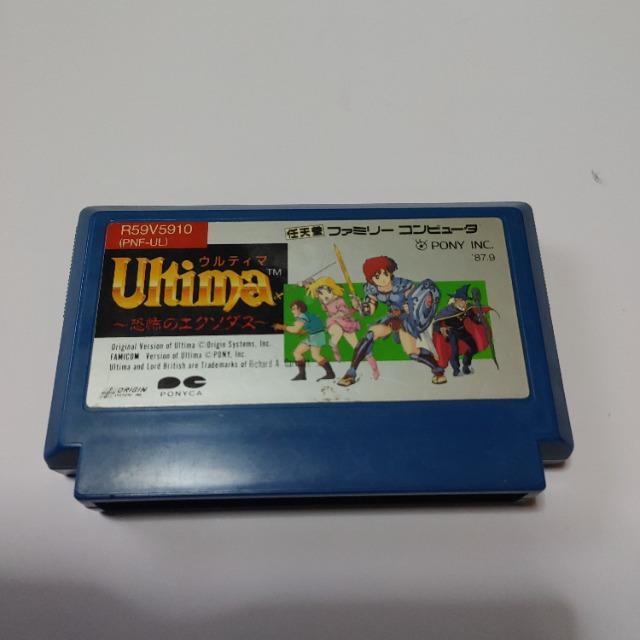 R59V5910
(PNF-UL)
任天堂 ファミリー コンピュータ
PONY INC.
'87.9
ウルティマ
Ultima™
～恐怖のエクソダス～
Original Version of Ultima ©Origin Systems, Inc.
FAMICOM Version of Ultima ©PONY, Inc.
Ultima and Lord British are Trademarks of Richard A.
ORIGIN
PONYCA